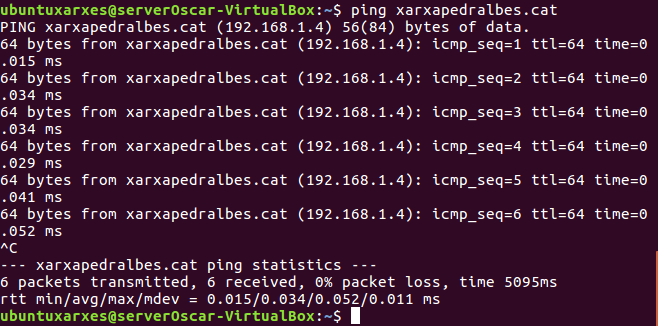 ubuntuxarxes@serverOscar-VirtualBox:~$ ping xarxapedralbes.cat
PING xarxapedralbes.cat (192.168.1.4) 56(84) bytes of data.
64 bytes from xarxapedralbes.cat (192.168.1.4): icmp_seq=1 ttl=64 time=0
.015 ms
64 bytes from xarxapedralbes.cat (192.168.1.4): icmp_seq=2 ttl=64 time=0
.034 ms
64 bytes from xarxapedralbes.cat (192.168.1.4): icmp_seq=3 ttl=64 time=0
.034 ms
64 bytes from xarxapedralbes.cat (192.168.1.4): icmp_seq=4 ttl=64 time=0
.029 ms
64 bytes from xarxapedralbes.cat (192.168.1.4): icmp_seq=5 ttl=64 time=0
.041 ms
64 bytes from xarxapedralbes.cat (192.168.1.4): icmp_seq=6 ttl=64 time=0
.052 ms
^C
--- xarxapedralbes.cat ping statistics ---
6 packets transmitted, 6 received, 0% packet loss, time 5095ms
rtt min/avg/max/mdev = 0.015/0.034/0.052/0.011 ms
ubuntuxarxes@serverOscar-VirtualBox:~$